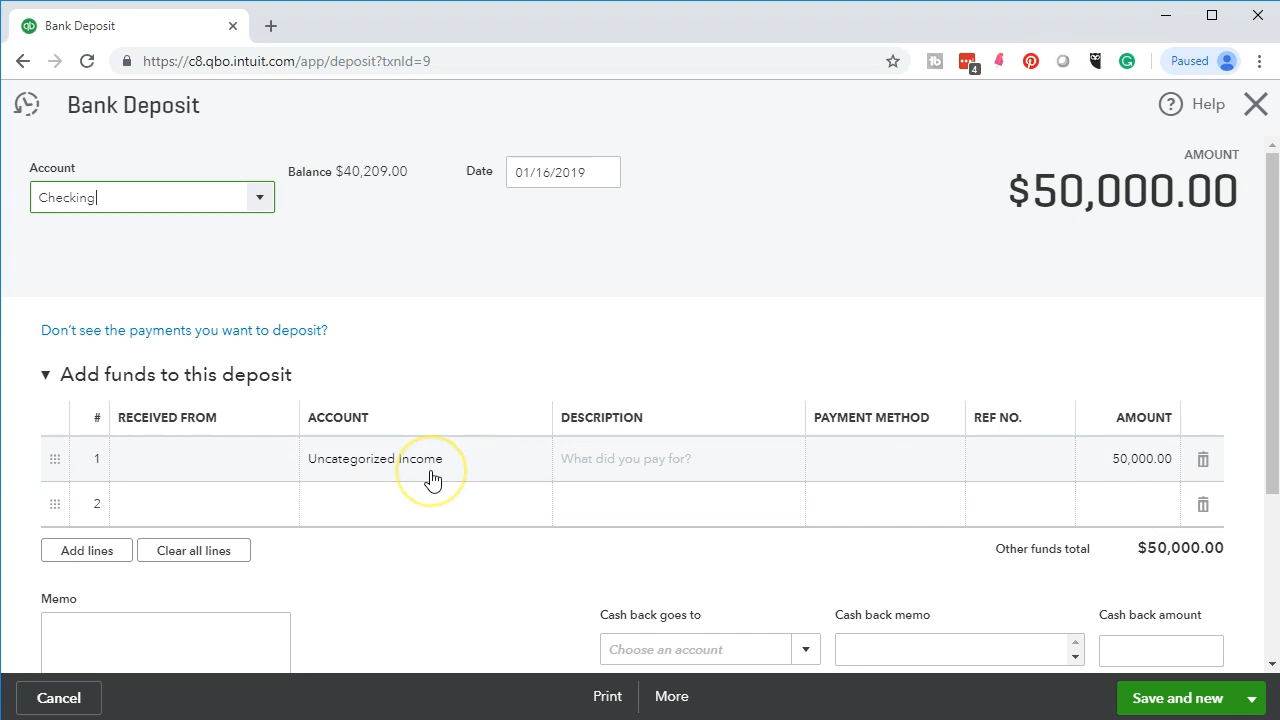 qb Bank Deposit
https://c8.qbo.intuit.com/app/deposit?txnId=9
4
Paused
Bank Deposit
Help
Account
Balance $40,209.00
Date
01/16/2019
AMOUNT
$50,000.00
Checking
Don't see the payments you want to deposit?
Add funds to this deposit
# RECEIVED FROM ACCOUNT DESCRIPTION PAYMENT METHOD REF NO. AMOUNT
1 Uncategorized Income What did you pay for? 50,000.00
2
Add lines Clear all lines Other funds total $50,000.00
Memo
Cash back goes to Cash back memo Cash back amount
Choose an account
Cancel Print More Save and new